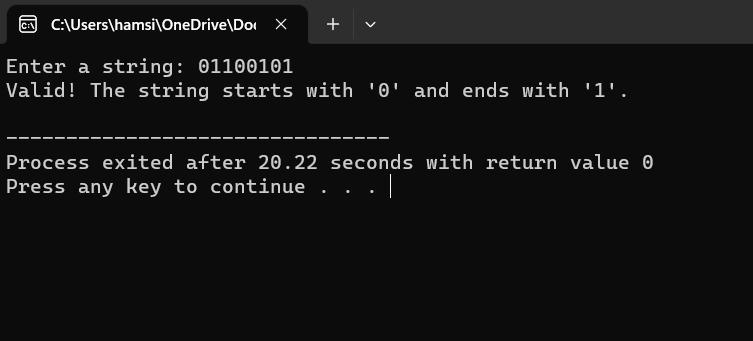 C:\Users\hamsi\OneDrive\Doc
Enter a string: 01100101
Valid! The string starts with '0' and ends with '1'.
--------------------------------
Process exited after 20.22 seconds with return value 0
Press any key to continue . . .